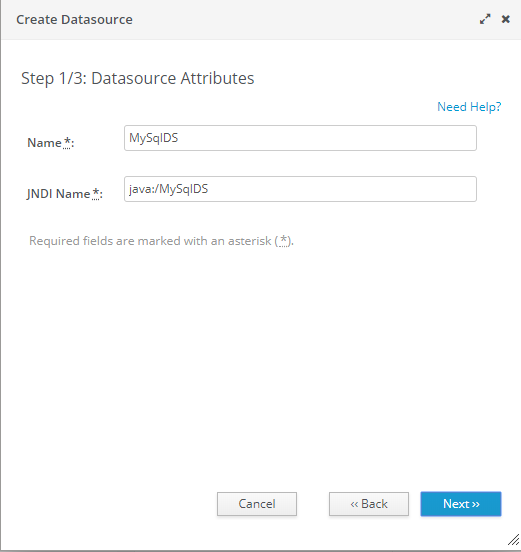 Create Datasource
Step 1/3: Datasource Attributes
Need Help?
Name*: MySqlDS
JNDI Name*: java:/MySqlDS
Required fields are marked with an asterisk (*).
Cancel ‹‹ Back Next ››